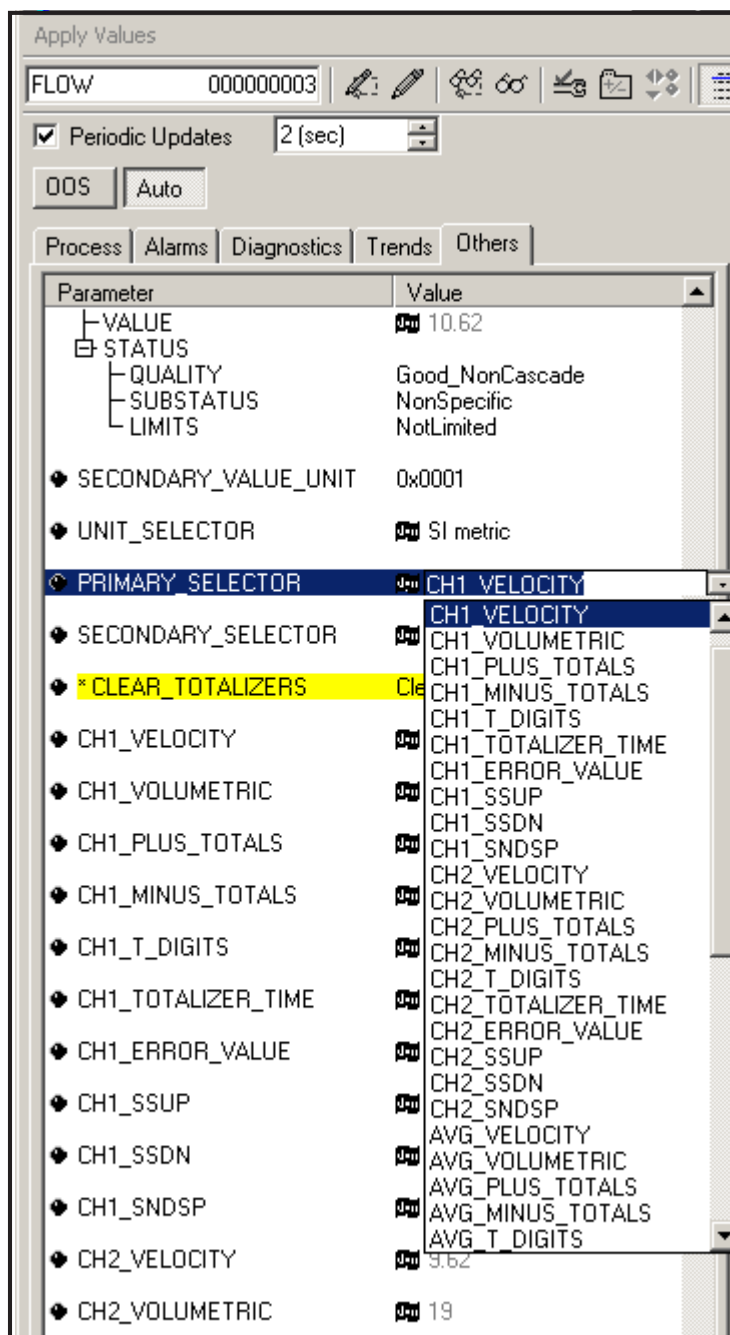 Apply Values
FLOW 000000003
Periodic Updates 2 (sec)
OOS Auto
Process Alarms Diagnostics Trends Others
Parameter Value
VALUE 10.62
STATUS
QUALITY Good_NonCascade
SUBSTATUS NonSpecific
LIMITS NotLimited
SECONDARY_VALUE_UNIT 0x0001
UNIT_SELECTOR SI metric
PRIMARY_SELECTOR CH1_VELOCITY
SECONDARY_SELECTOR
* CLEAR_TOTALIZERS Cle
CH1_VELOCITY
CH1_VOLUMETRIC
CH1_PLUS_TOTALS
CH1_MINUS_TOTALS
CH1_T_DIGITS
CH1_TOTALIZER_TIME
CH1_ERROR_VALUE
CH1_SSUP
CH1_SSDN
CH1_SNDSP
CH2_VELOCITY 9.62
CH2_VOLUMETRIC 19
CH1_VELOCITY
CH1_VOLUMETRIC
CH1_PLUS_TOTALS
CH1_MINUS_TOTALS
CH1_T_DIGITS
CH1_TOTALIZER_TIME
CH1_ERROR_VALUE
CH1_SSUP
CH1_SSDN
CH1_SNDSP
CH2_VELOCITY
CH2_VOLUMETRIC
CH2_PLUS_TOTALS
CH2_MINUS_TOTALS
CH2_T_DIGITS
CH2_TOTALIZER_TIME
CH2_ERROR_VALUE
CH2_SSUP
CH2_SSDN
CH2_SNDSP
AVG_VELOCITY
AVG_VOLUMETRIC
AVG_PLUS_TOTALS
AVG_MINUS_TOTALS
AVG_T_DIGITS